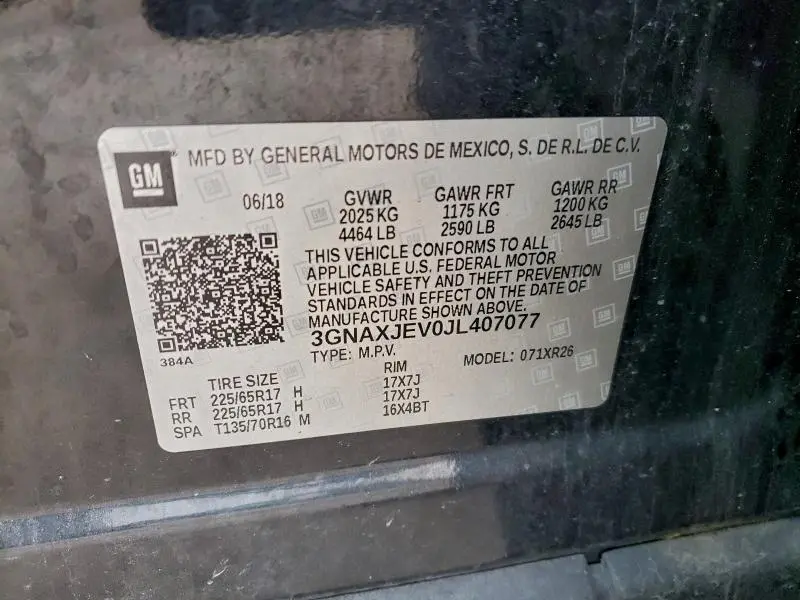 GM MFD BY GENERAL MOTORS DE MEXICO, S. DE R.L. DE C.V.
06/18 GVWR GAWR FRT GAWR RR
2025 KG 1175 KG 1200 KG
4464 LB 2590 LB 2645 LB
THIS VEHICLE CONFORMS TO ALL
APPLICABLE U.S. FEDERAL MOTOR
VEHICLE SAFETY AND THEFT PREVENTION
STANDARDS IN EFFECT ON THE DATE OF
MANUFACTURE SHOWN ABOVE.
3GNAXJEV0JL407077
384A TYPE: M.P.V. MODEL: 071XR26
TIRE SIZE RIM
FRT 225/65R17 H 17X7J
RR 225/65R17 H 17X7J
SPA T135/70R16 M 16X4BT